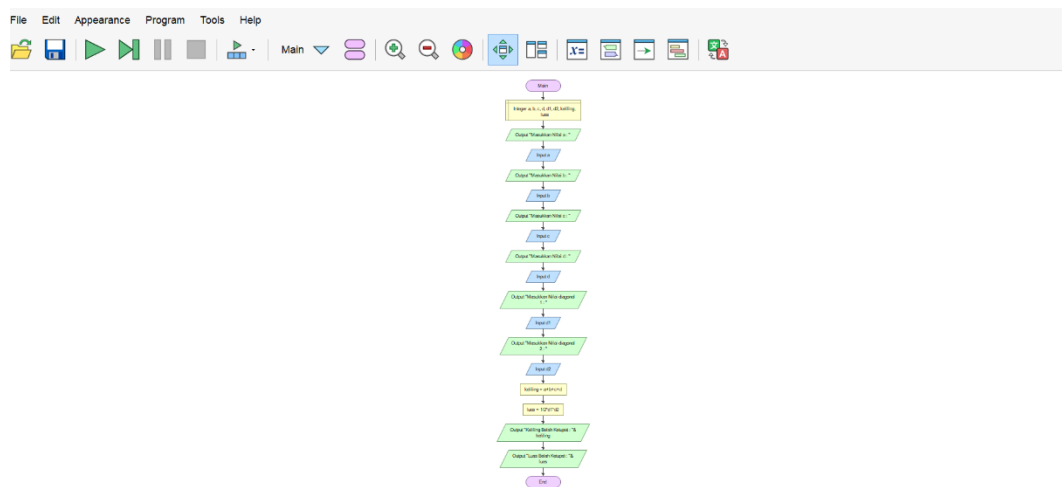 File Edit Appearance Program Tools Help
Main
Main
Integer a, b, c, d, d1, d2, keliling,
luas
Output "Masukkan Nilai a : "
Input a
Output "Masukkan Nilai b : "
Input b
Output "Masukkan Nilai c : "
Input c
Output "Masukkan Nilai d : "
Input d
Output "Masukkan Nilai diagonal
1 : "
Input d1
Output "Masukkan Nilai diagonal
2 : "
Input d2
keliling = a+b+c+d
luas = 1/2*d1*d2
Output "Keliling Belah Ketupat : "&
keliling
Output "Luas Belah Ketupat : "&
luas
End